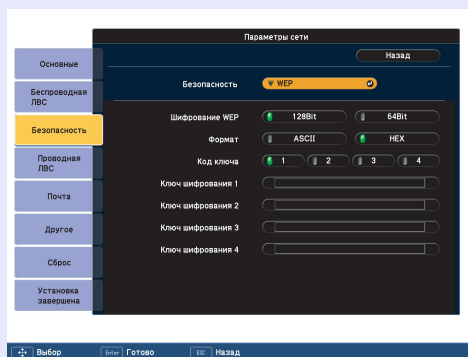 Параметры сети
Назад
Основные
Беспроводная
ЛВС
Безопасность
Проводная
ЛВС
Почта
Другое
Сброс
Установка
завершена
Безопасность WEP
Шифрование WEP 128Bit 64Bit
Формат ASCII HEX
Код ключа 1 2 3 4
Ключ шифрования 1
Ключ шифрования 2
Ключ шифрования 3
Ключ шифрования 4
Выбор Enter Готово ESC Назад